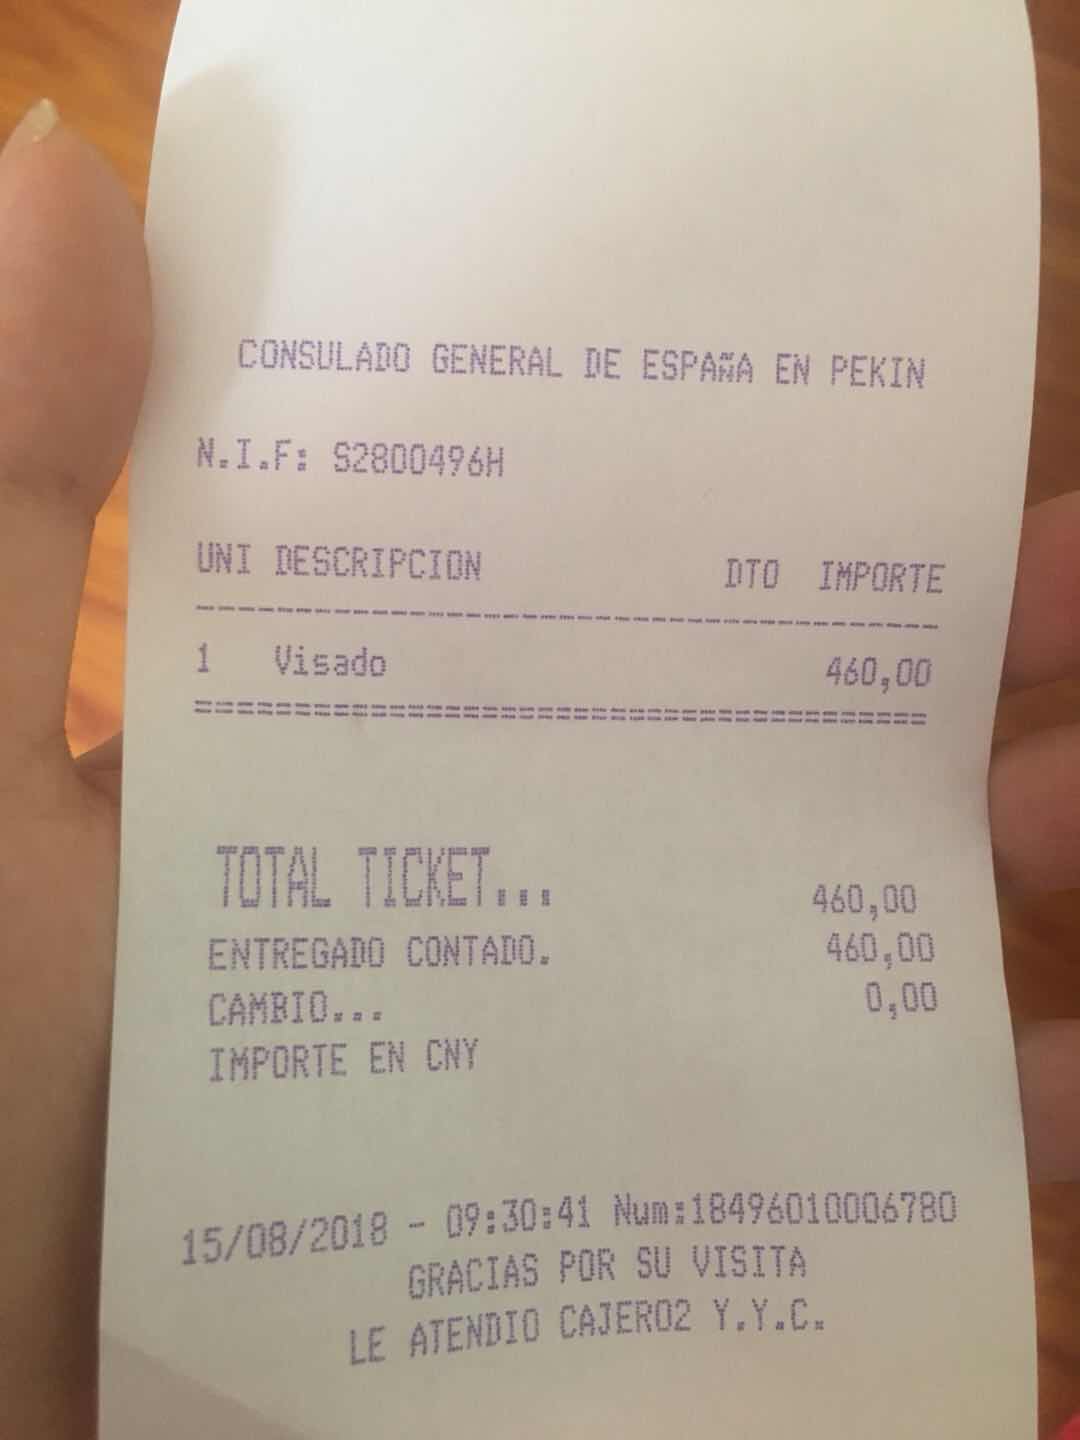 CONSULADO GENERAL DE ESPAÑA EN PEKIN
N.I.F: S2800496H
UNI DESCRIPCION DTO IMPORTE
1 Visado 460,00
TOTAL TICKET... 460,00
ENTREGADO CONTADO. 460,00
CAMBIO... 0,00
IMPORTE EN CNY
15/08/2018 - 09:30:41 Num:18496010006780
GRACIAS POR SU VISITA
LE ATENDIO CAJERO2 Y.Y.C.